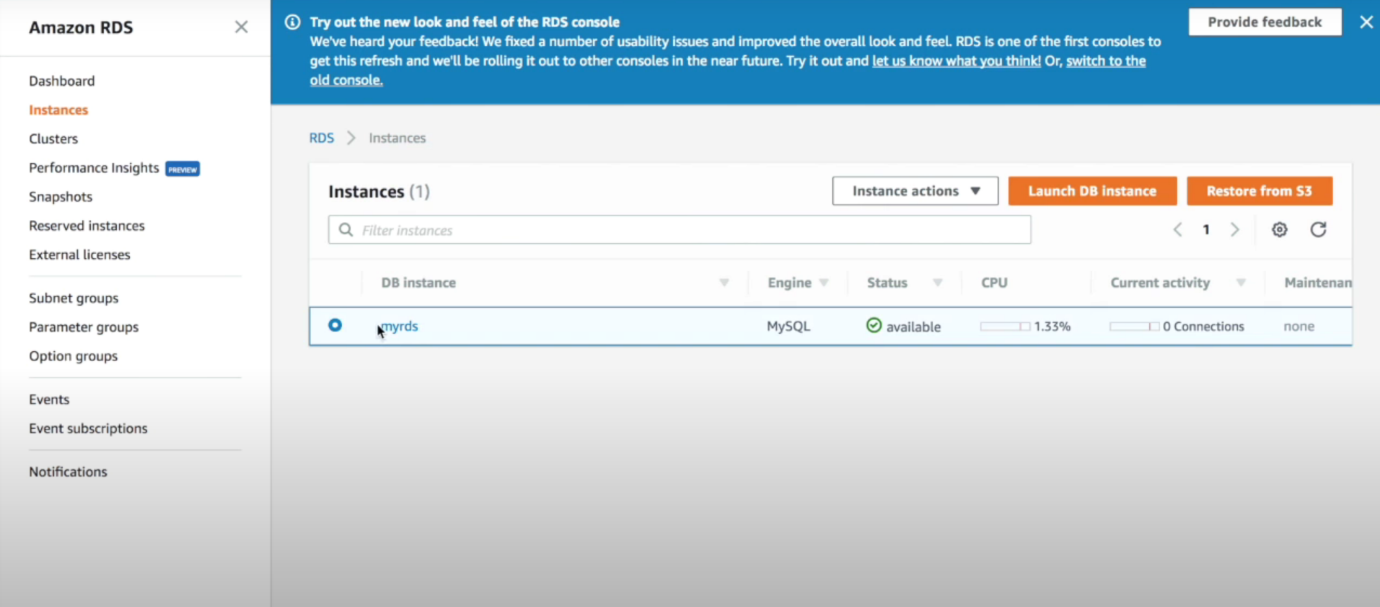 Amazon RDS
Dashboard
Instances
Clusters
Performance Insights PREVIEW
Snapshots
Reserved instances
External licenses
Subnet groups
Parameter groups
Option groups
Events
Event subscriptions
Notifications
Try out the new look and feel of the RDS console
We've heard your feedback! We fixed a number of usability issues and improved the overall look and feel. RDS is one of the first consoles to
get this refresh and we'll be rolling it out to other consoles in the near future. Try it out and let us know what you think! Or, switch to the
old console.
Provide feedback
RDS > Instances
Instances (1)
Instance actions
Launch DB instance
Restore from S3
Filter instances
1
DB instance Engine Status CPU Current activity Maintenan
myrds MySQL available 1.33% 0 Connections none